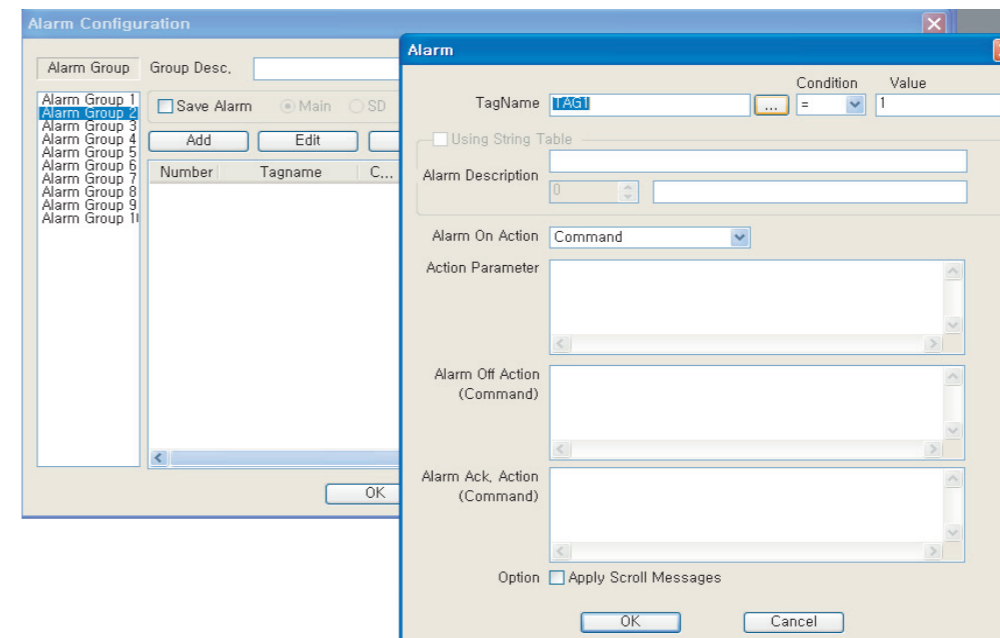 Alarm Configuration
Alarm Group
Group Desc.
Alarm Group 1
Alarm Group 2
Alarm Group 3
Alarm Group 4
Alarm Group 5
Alarm Group 6
Alarm Group 7
Alarm Group 8
Alarm Group 9
Save Alarm
Main
SD
Add
Edit
Number
Tagname
C...
OK
Alarm
Condition
Value
TagName
TAG1
...
=
1
Using String Table
Alarm Description
0
Alarm On Action
Command
Action Parameter
Alarm Off Action
(Command)
Alarm Ack, Action
(Command)
Option
Apply Scroll Messages
OK
Cancel